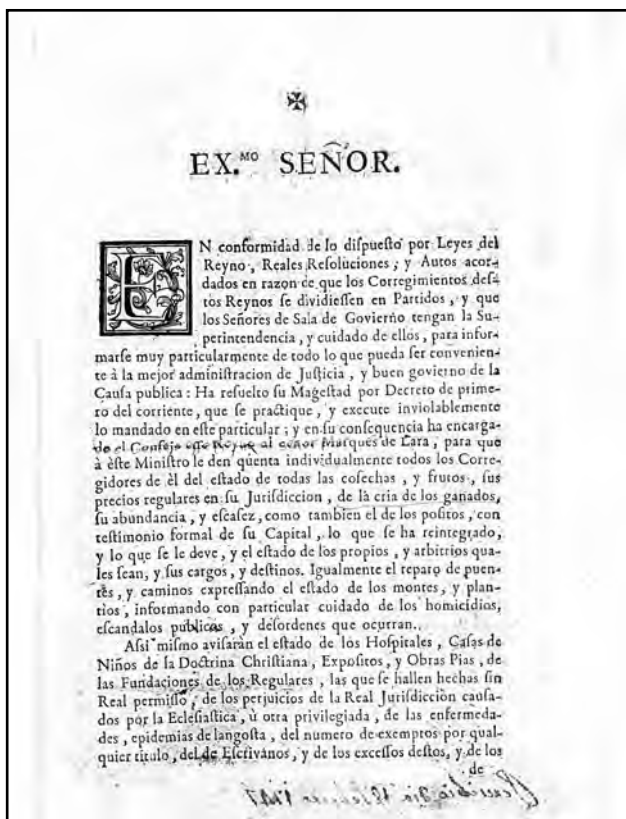 EX.MO SEÑOR.
EN conformidad de lo dispuesto por Leyes del
Reyno, Reales Resoluciones, y Autos acor-
dados en razon de que los Corregimientos des-
tos Reynos se dividiessen en Partidos, y que
los Señores de Sala de Govierno tengan la Su-
perintendencia, y cuidado de ellos, para infor-
marse muy particularmente de todo lo que pueda ser convenien-
te à la mejor administracion de Justicia, y buen govierno de la
Causa publica: Ha resuelto su Magestad por Decreto de prime-
ro del corriente, que se practique, y execute inviolablemente
lo mandado en este particular; y en su consequencia ha encarga-
do el Consejo esse Reyno al señor Marques de Lara, para que
à èste Ministro le den quenta individualmente todos los Corre-
gidores de èl del estado de todas las cosechas, y frutos, sus
precios regulares en su Jurisdiccion, de la cria de los ganados,
su abundancia, y escasez, como tambien el de los positos, con
testimonio formal de su Capital, lo que se ha reintegrado,
y lo que se le deve, y el estado de los propios, y arbitrios qua-
les sean, y sus cargos, y destinos. Igualmente el reparo de puen-
tes, y caminos expressando el estado de los montes, y plan-
tios, informando con particular cuidado de los homicidios,
escandalos publicas, y desordenes que ocurran.
Assi mismo avisaràn el estado de los Hospitales, Casas de
Niños de la Doctrina Christiana, Expositos, y Obras Pias, de
las Fundaciones de los Regulares, las que se hallen hechas sin
Real permisso, de los perjuicios de la Real Jurisdicciòn causa-
dos por la Eclesiastica, ù otra privilegiada, de las enfermeda-
des, epidemias de langosta, del numero de exemptos por qual-
quier titulo, del de Escrivanos, y de los excessos destos, y de los
de